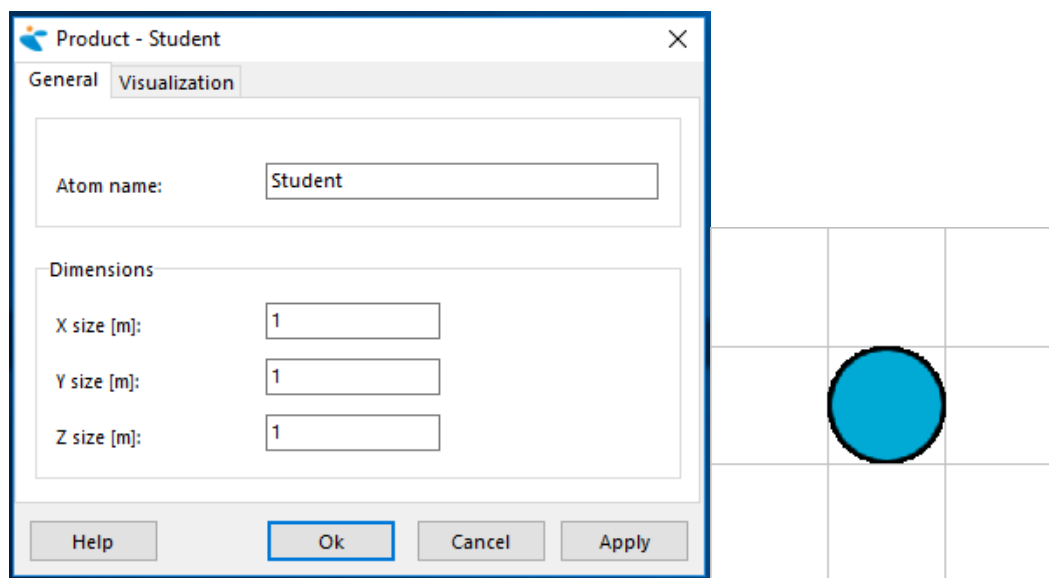 Product - Student
General Visualization
Atom name: Student
Dimensions
X size [m]: 1
Y size [m]: 1
Z size [m]: 1
Help Ok Cancel Apply